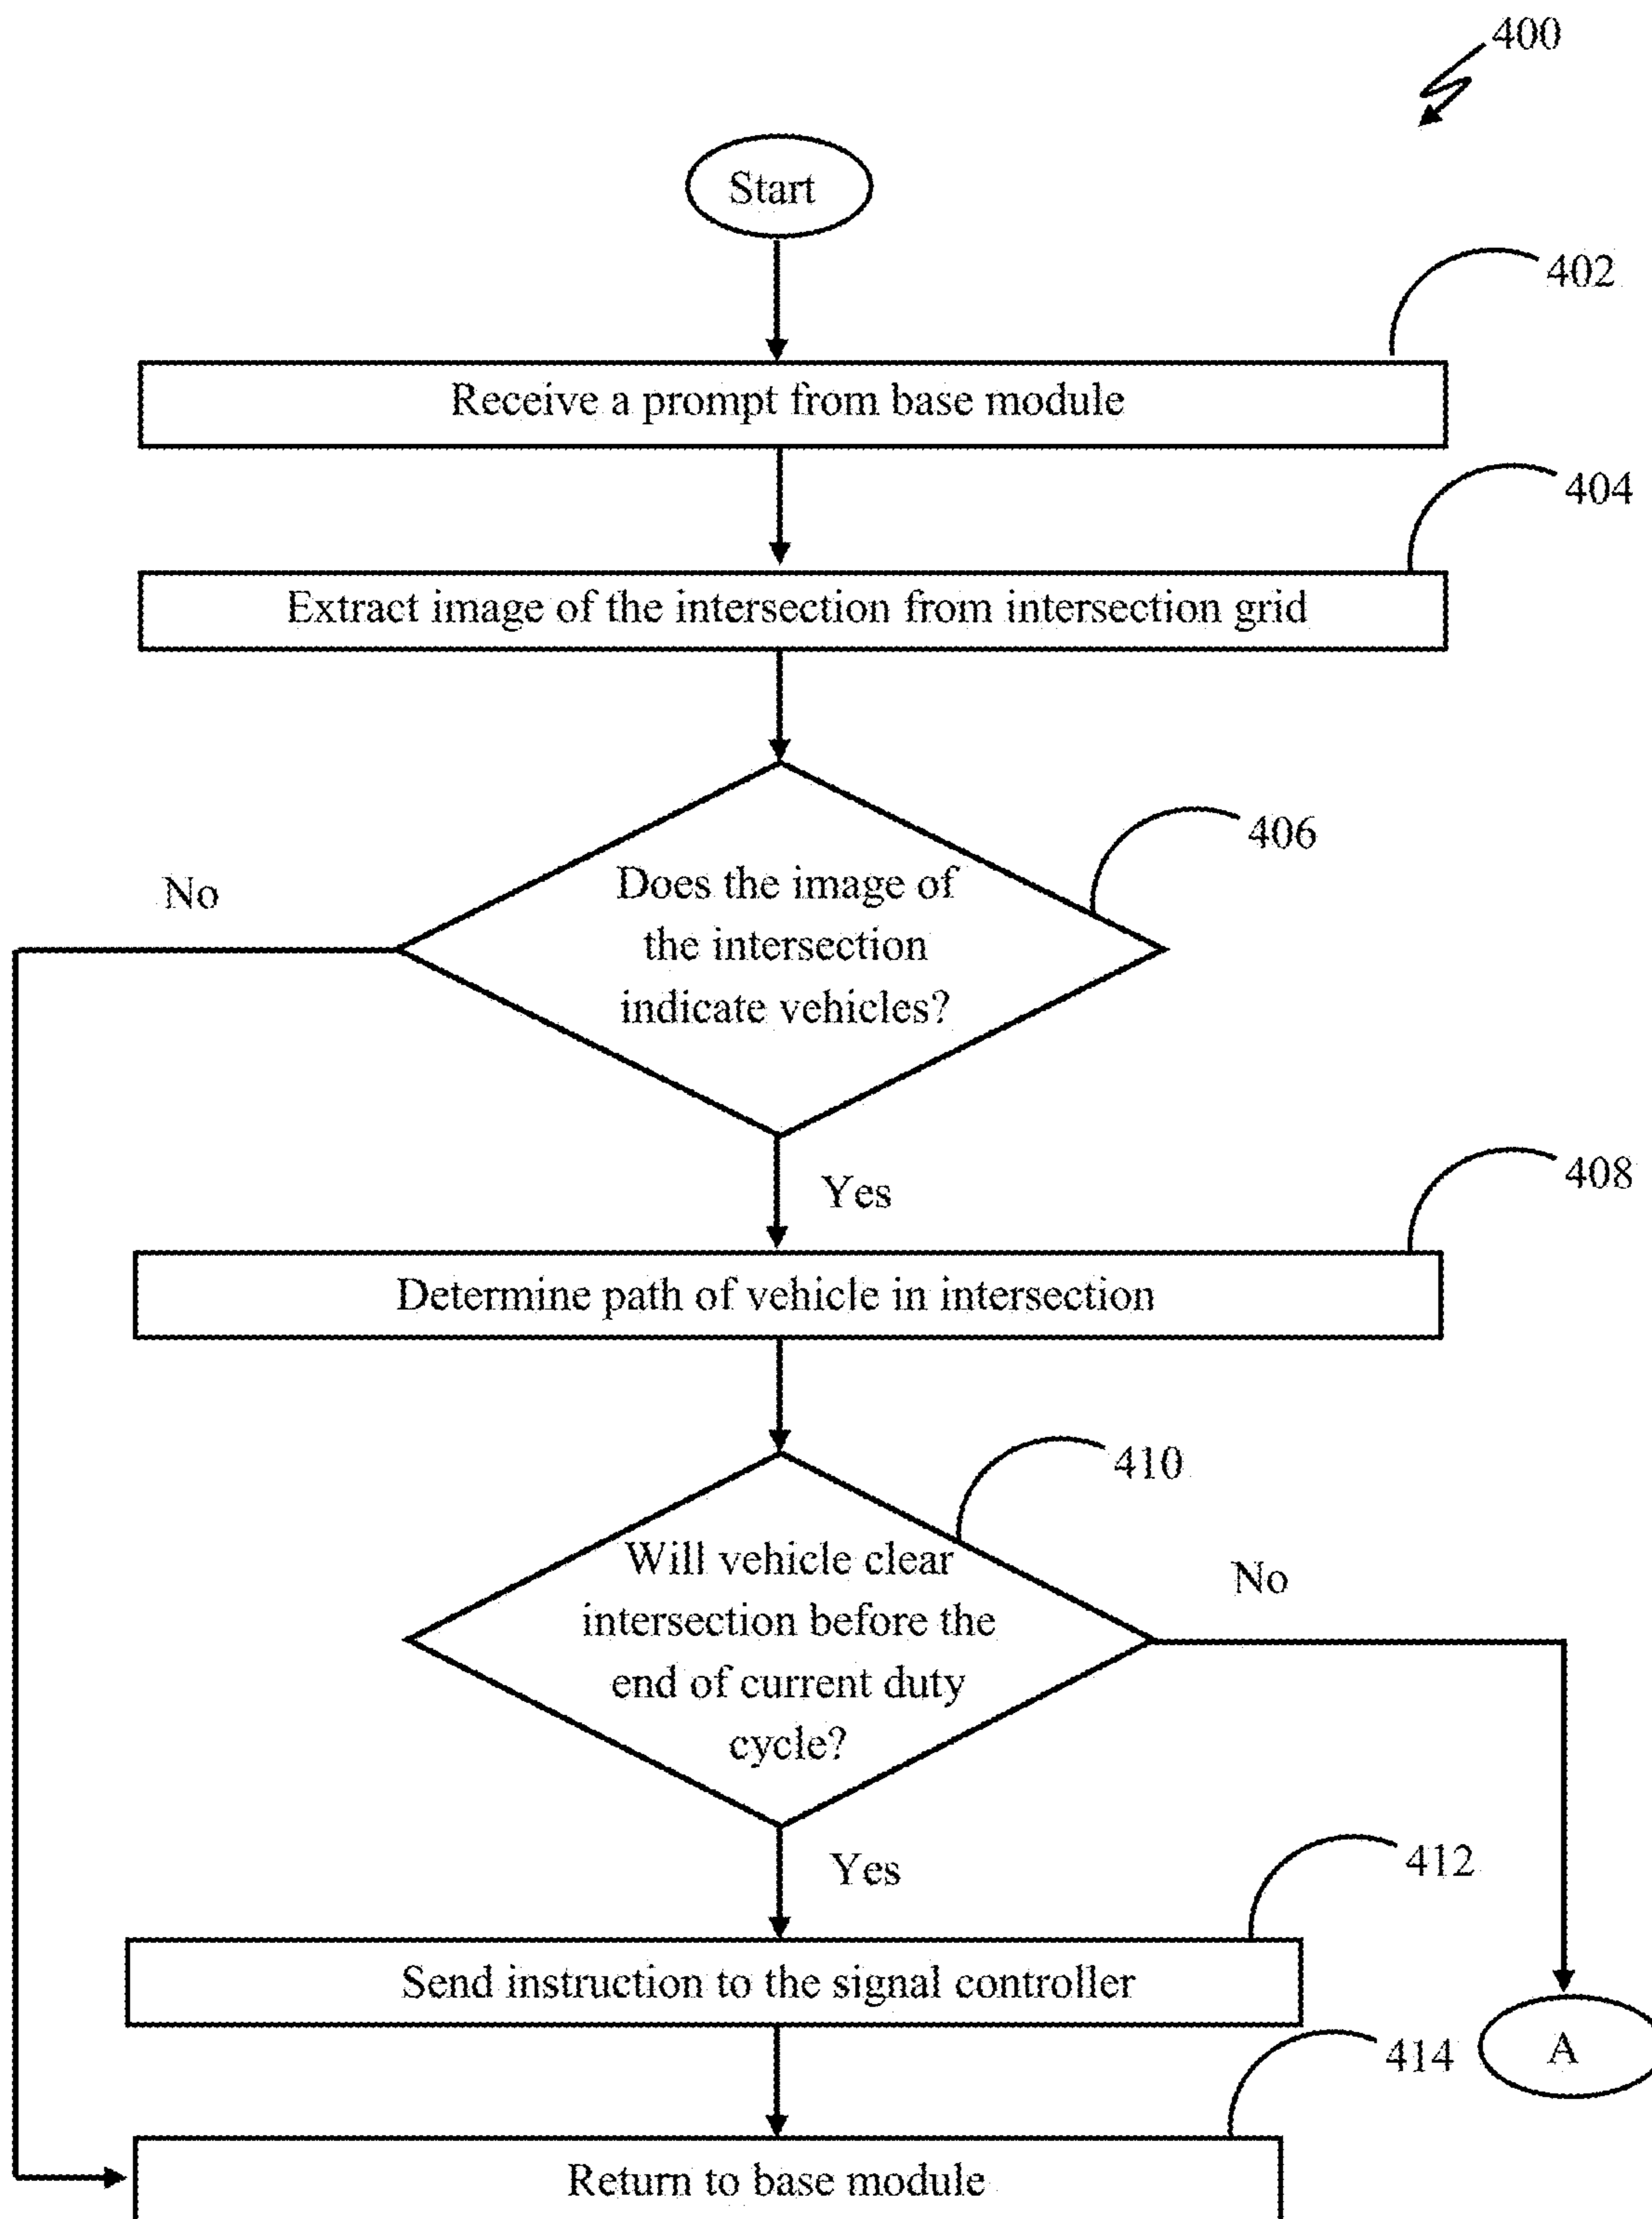 400
Start
402
Receive a prompt from base module
404
Extract image of the intersection from intersection grid
406
No
Does the image of
the intersection
indicate vehicles?
Yes
408
Determine path of vehicle in intersection
410
Will vehicle clear
intersection before the
end of current duty
cycle?
No
Yes
412
Send instruction to the signal controller
414
A
Return to base module